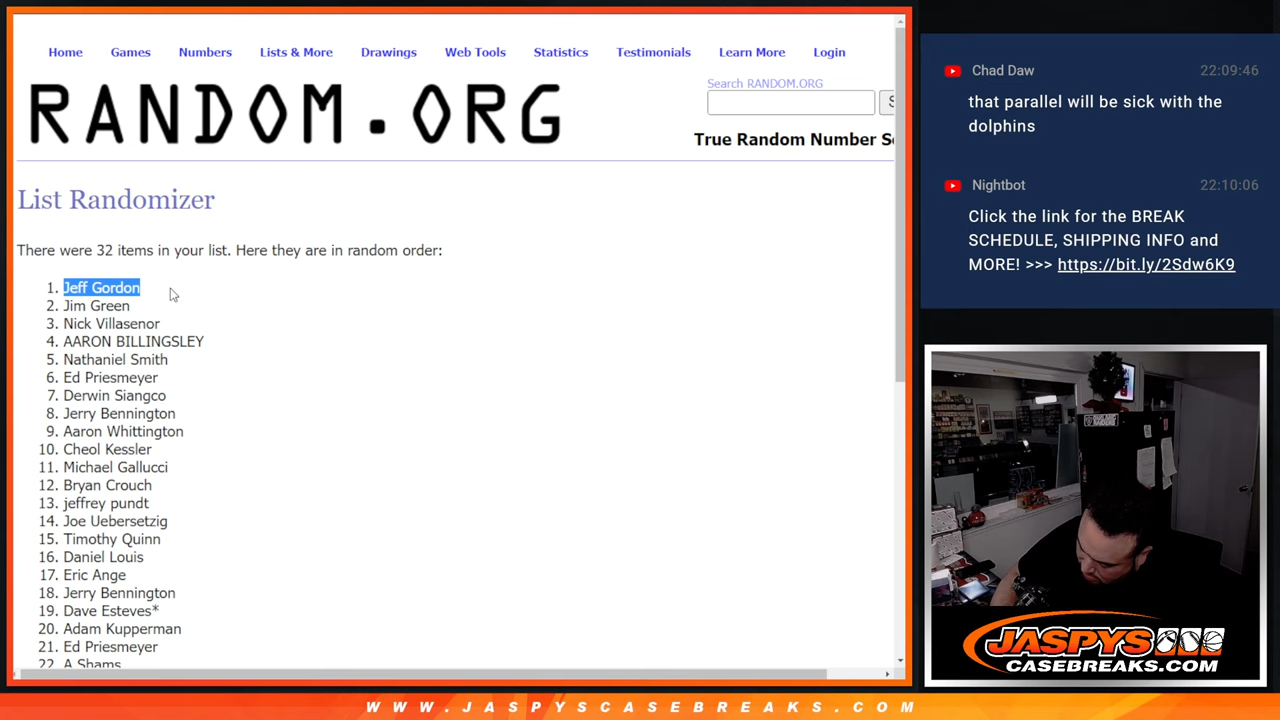 Home Games Numbers Lists & More Drawings Web Tools Statistics Testimonials Learn More Login
RANDOM.ORG
Search RANDOM.ORG
True Random Number
List Randomizer
There were 32 items in your list. Here they are in random order:
1. Jeff Gordon
2. Jim Green
3. Nick Villasenor
4. AARON BILLINGSLEY
5. Nathaniel Smith
6. Ed Priesmeyer
7. Derwin Siangco
8. Jerry Bennington
9. Aaron Whittington
10. Cheol Kessler
11. Michael Gallucci
12. Bryan Crouch
13. jeffrey pundt
14. Joe Uebersetzig
15. Timothy Quinn
16. Daniel Louis
17. Eric Ange
18. Jerry Bennington
19. Dave Esteves*
20. Adam Kupperman
21. Ed Priesmeyer
22. A Shams
Chad Daw 22:09:46
that parallel will be sick with the
dolphins
Nightbot 22:10:06
Click the link for the BREAK
SCHEDULE, SHIPPING INFO and
MORE! >>> https://bit.ly/2Sdw6K9
JASPYS
CASEBREAKS.COM
WWW.JASPYSCASEBREAKS.COM